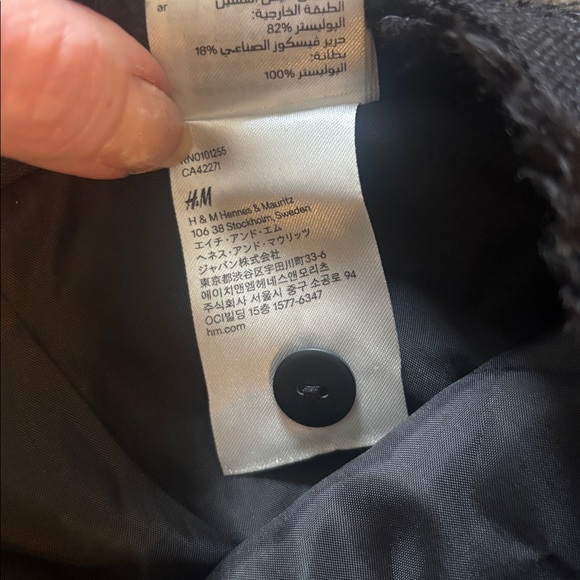 ar
الطبقة الخارجية:
البوليستر 82%
حرير فيسكوز الصناعي 18%
بطانة:
البوليستر 100%
RN0101255
CA42271
H&M
H & M Hennes & Mauritz
106 38 Stockholm, Sweden
エイチ・アンド・エム
ヘネス・アンド・マウリッツ
ジャパン株式会社
東京都渋谷区宇田川町33-6
에이치앤엠헤네스앤모리츠
주식회사 서울시 중구 소공로 94
OCI빌딩 15층 1577-6347
hm.com